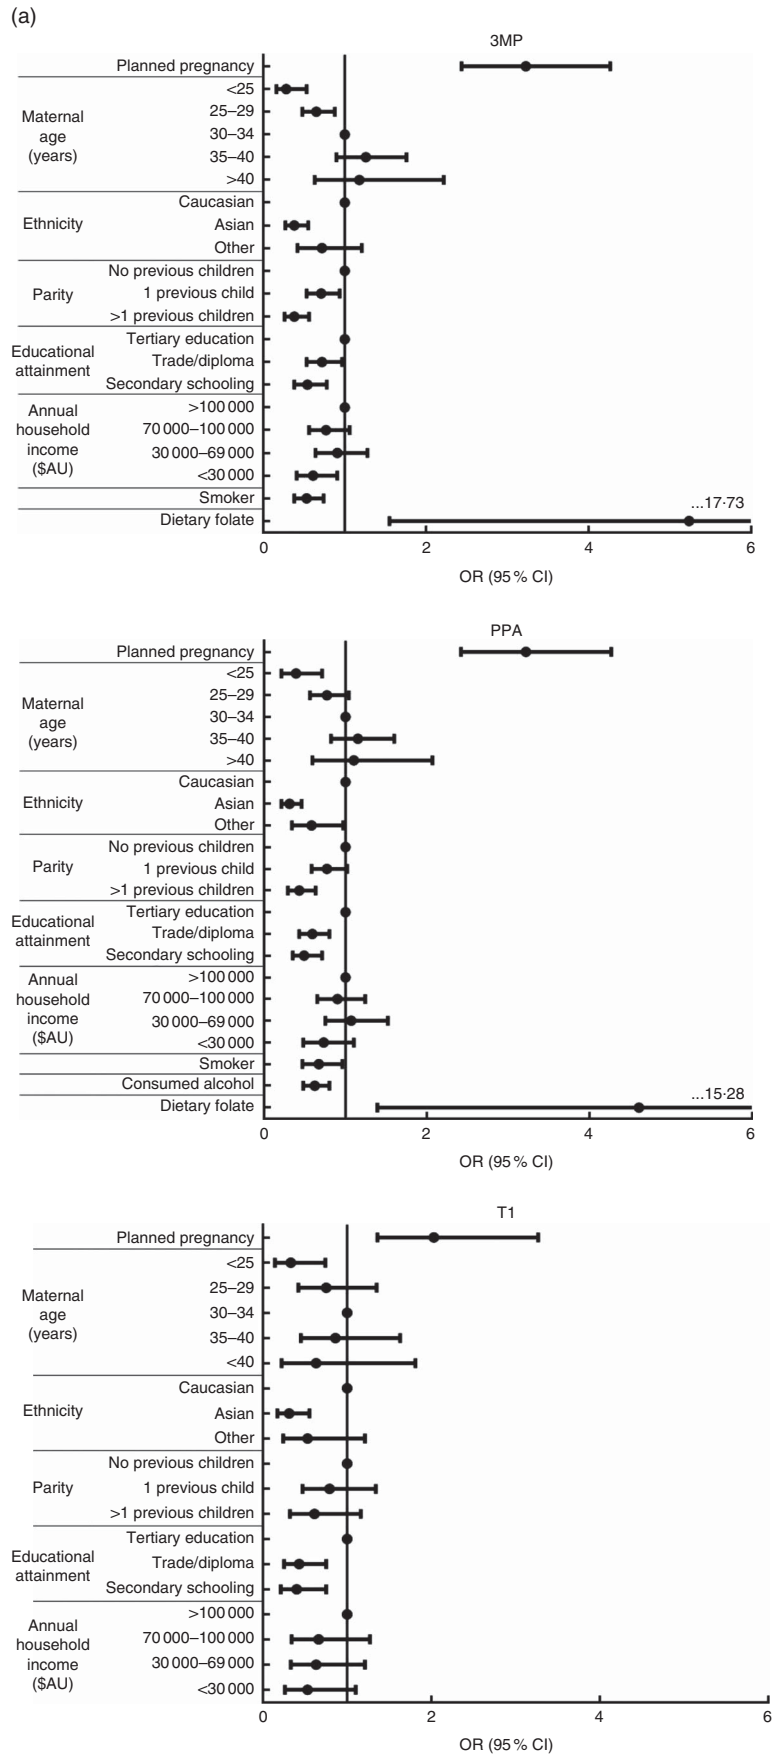 (a)
3MP
Planned pregnancy
<25
25–29
Maternal
age
(years)
30–34
35–40
>40
Caucasian
Ethnicity
Asian
Other
No previous children
Parity
1 previous child
>1 previous children
Tertiary education
Educational
attainment
Trade/diploma
Secondary schooling
>100 000
Annual
household
income
($AU)
70 000–100 000
30 000–69 000
<30 000
Smoker
...17·73
Dietary folate
0 2 4 6
OR (95 % CI)
PPA
Planned pregnancy
<25
25–29
Maternal
age
(years)
30–34
35–40
>40
Caucasian
Ethnicity
Asian
Other
No previous children
Parity
1 previous child
>1 previous children
Tertiary education
Educational
attainment
Trade/diploma
Secondary schooling
>100 000
Annual
household
income
($AU)
70 000–100 000
30 000–69 000
<30 000
Smoker
Consumed alcohol
...15·28
Dietary folate
0 2 4 6
OR (95 % CI)
T1
Planned pregnancy
<25
25–29
Maternal
age
(years)
30–34
35–40
<40
Caucasian
Ethnicity
Asian
Other
No previous children
Parity
1 previous child
>1 previous children
Tertiary education
Educational
attainment
Trade/diploma
Secondary schooling
>100 000
Annual
household
income
($AU)
70 000–100 000
30 000–69 000
<30 000
0 2 4 6
OR (95 % CI)